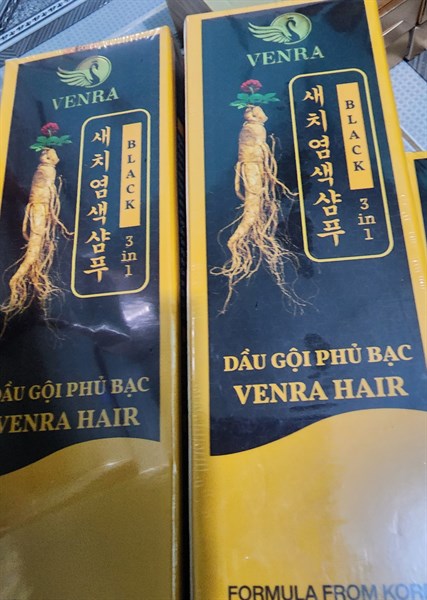 VENRA
새치염색샴푸
BLACK
3 in 1
DẦU GỘI PHỦ BẠC
VENRA HAIR
VENRA
새치염색샴푸
BLACK
3 in 1
DẦU GỘI PHỦ BẠC
VENRA HAIR
FORMULA FROM